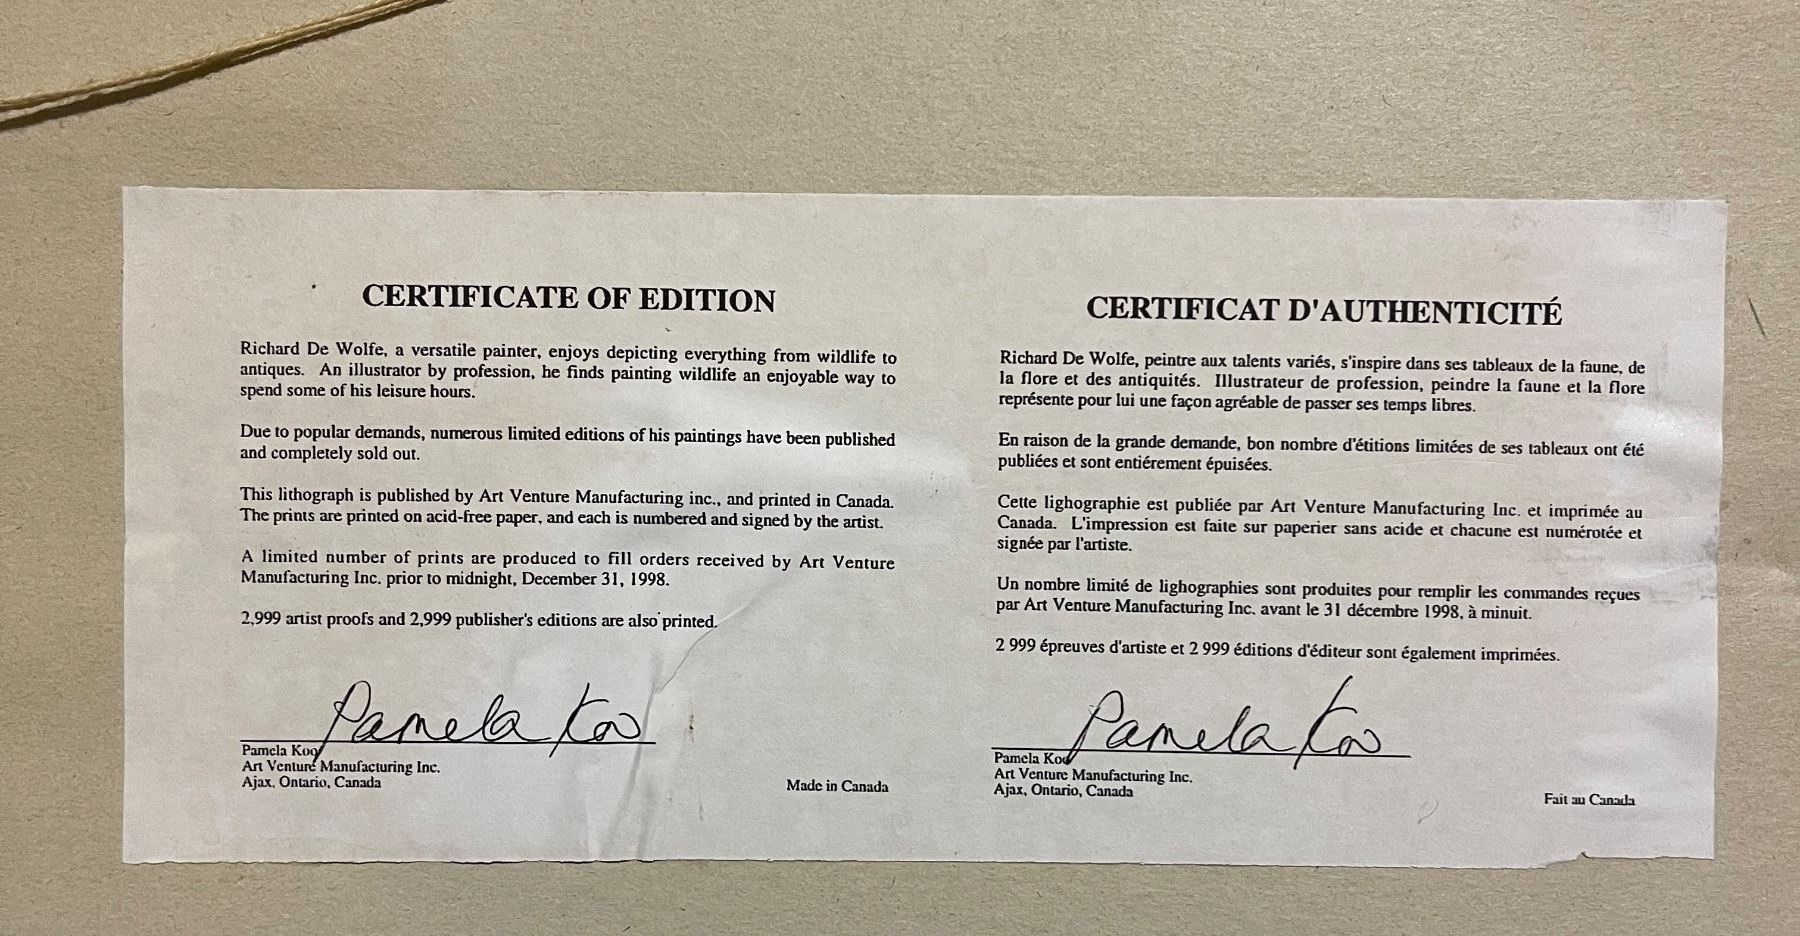 CERTIFICATE OF EDITION
Richard De Wolfe, a versatile painter, enjoys depicting everything from wildlife to
antiques. An illustrator by profession, he finds painting wildlife an enjoyable way to
spend some of his leisure hours.
Due to popular demands, numerous limited editions of his paintings have been published
and completely sold out.
This lithograph is published by Art Venture Manufacturing inc., and printed in Canada.
The prints are printed on acid-free paper, and each is numbered and signed by the artist.
A limited number of prints are produced to fill orders received by Art Venture
Manufacturing Inc. prior to midnight, December 31, 1998.
2,999 artist proofs and 2,999 publisher's editions are also printed.
Pamela Koo
Pamela Koo
Art Venture Manufacturing Inc.
Ajax, Ontario, Canada
Made in Canada
CERTIFICAT D'AUTHENTICITÉ
Richard De Wolfe, peintre aux talents variés, s'inspire dans ses tableaux de la faune, de
la flore et des antiquités. Illustrateur de profession, peindre la faune et la flore
représente pour lui une façon agréable de passer ses temps libres.
En raison de la grande demande, bon nombre d'étitions limitées de ses tableaux ont été
publiées et sont entiérement épuisées.
Cette lighographie est publiée par Art Venture Manufacturing Inc. et imprimée au
Canada. L'impression est faite sur paperier sans acide et chacune est numérotée et
signée par l'artiste.
Un nombre limité de lighographies sont produites pour remplir les commandes reçues
par Art Venture Manufacturing Inc. avant le 31 décembre 1998, à minuit.
2 999 épreuves d'artiste et 2 999 éditions d'éditeur sont également imprimées.
Pamela Koo
Pamela Koo
Art Venture Manufacturing Inc.
Ajax, Ontario, Canada
Fait au Canada